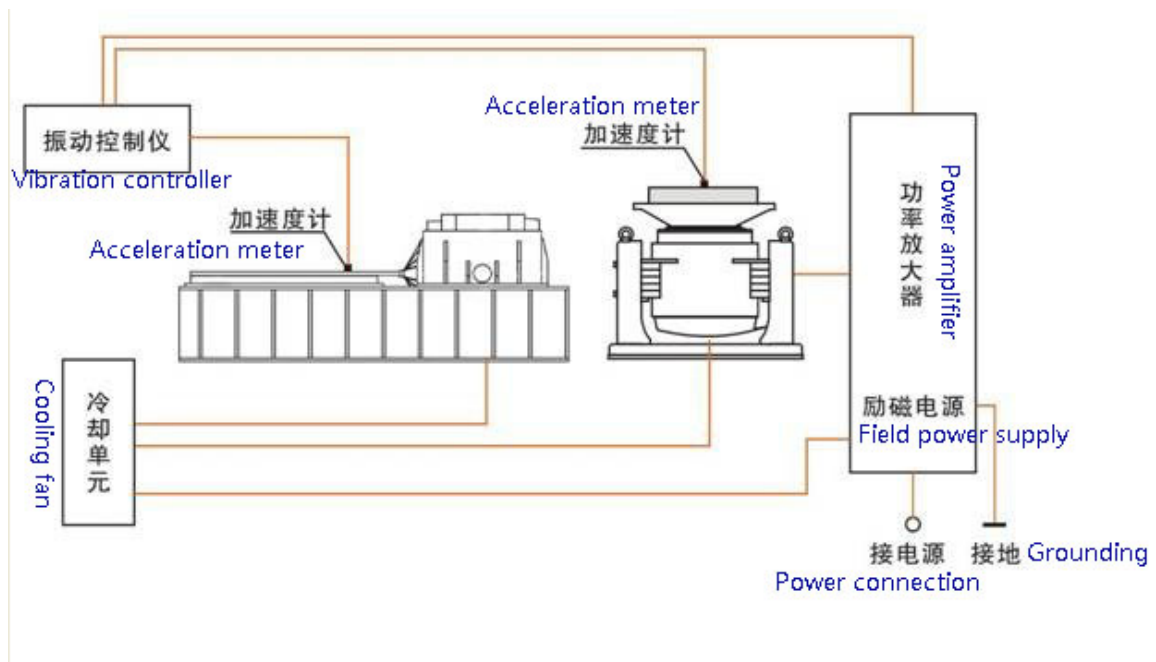 Acceleration meter
加速度计
振动控制仪
Vibration controller
加速度计
Acceleration meter
功率放大器
Power amplifier
冷却单元
Cooling fan
励磁电源
Field power supply
接电源
Power connection
接地 Grounding